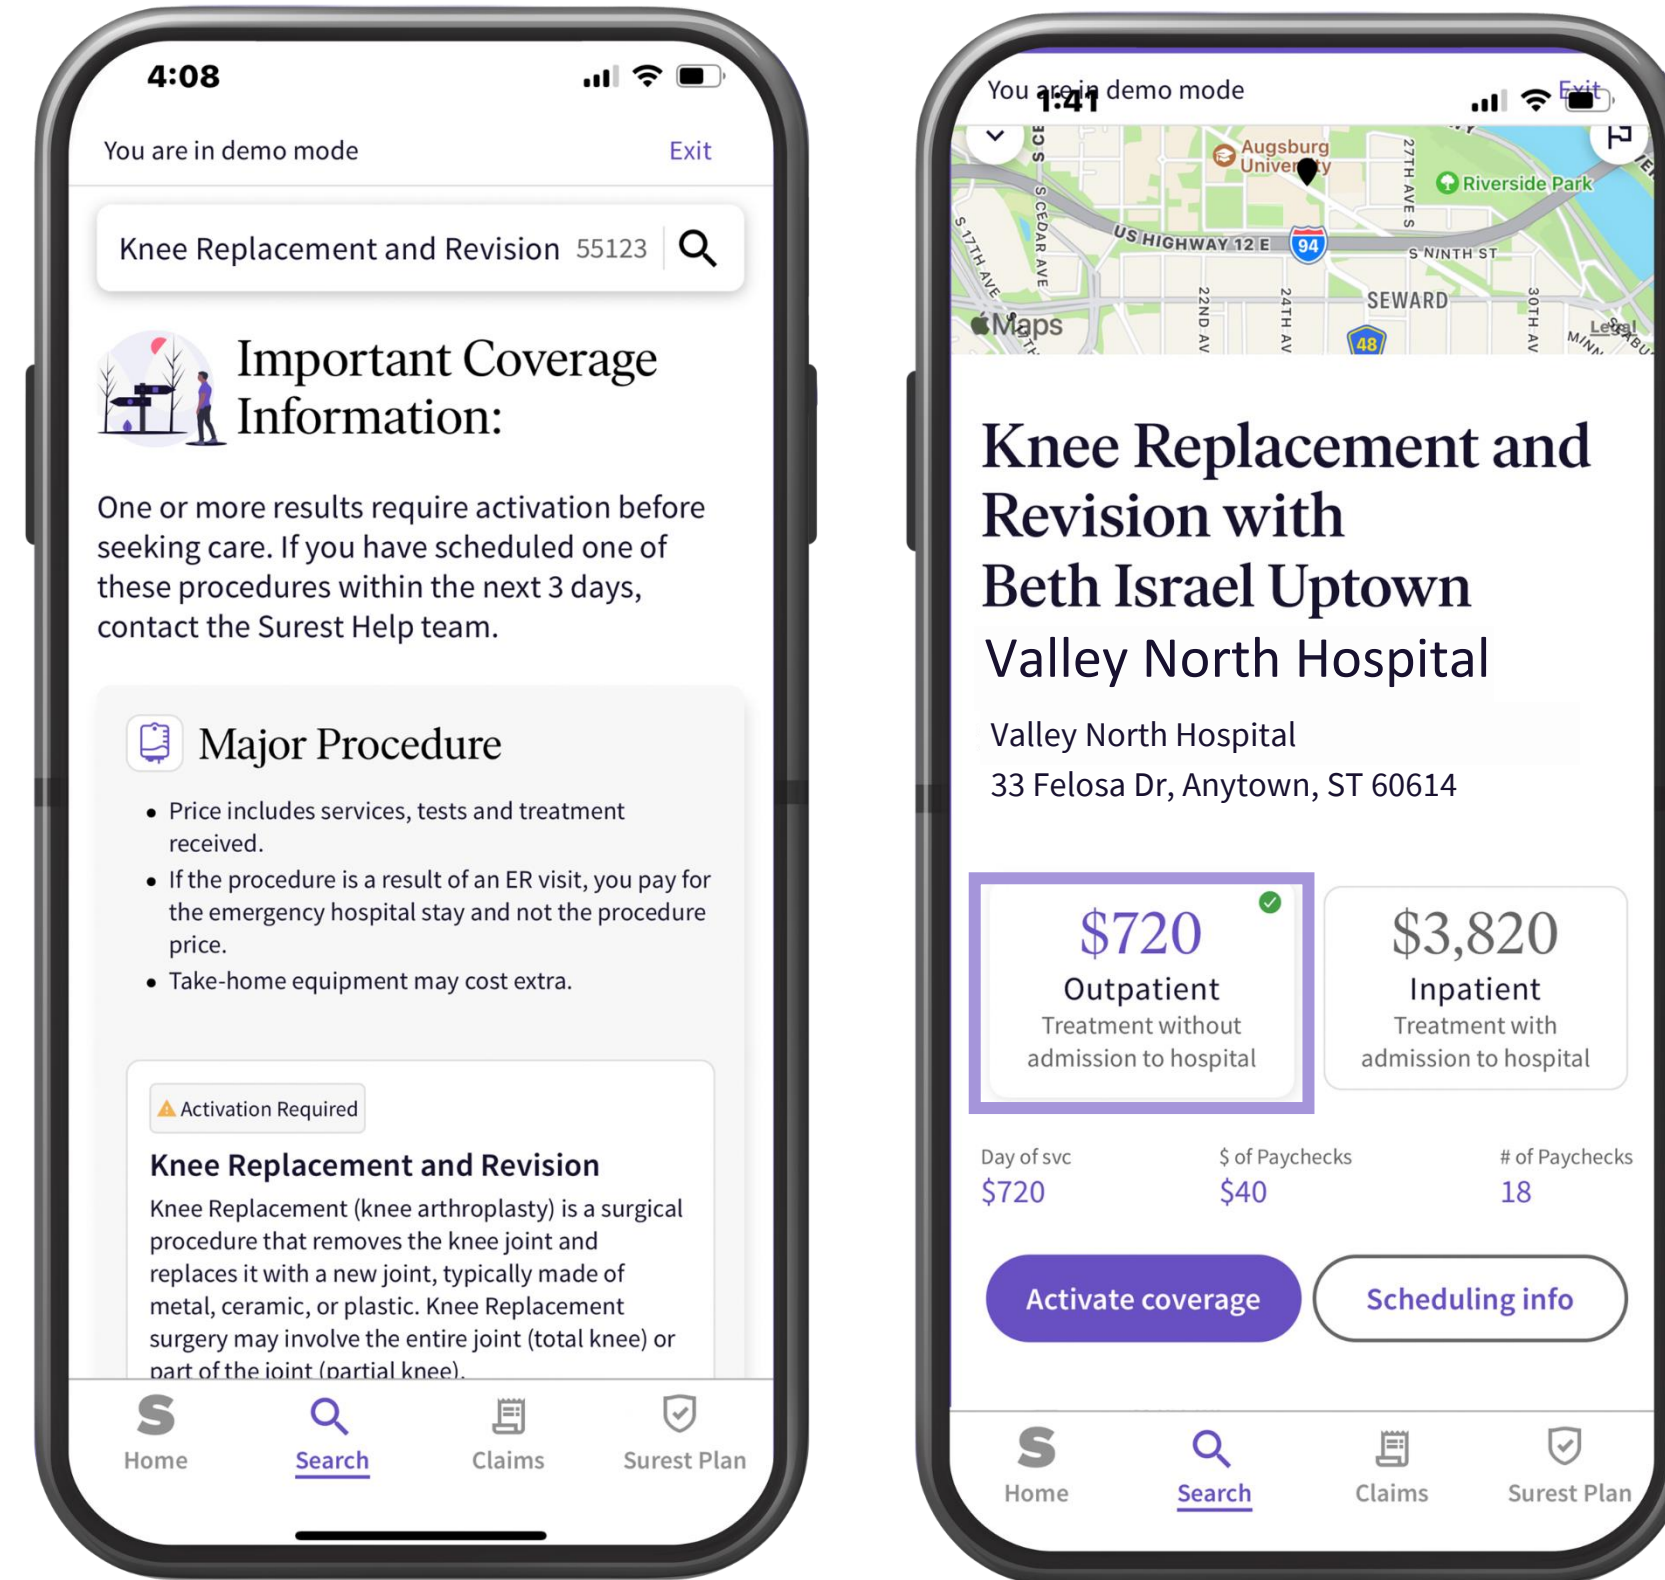 4:08
You are in demo mode Exit
Knee Replacement and Revision 55123
Important Coverage
Information:
One or more results require activation before
seeking care. If you have scheduled one of
these procedures within the next 3 days,
contact the Surest Help team.
Major Procedure
• Price includes services, tests and treatment
received.
• If the procedure is a result of an ER visit, you pay for
the emergency hospital stay and not the procedure
price.
• Take-home equipment may cost extra.
Activation Required
Knee Replacement and Revision
Knee Replacement (knee arthroplasty) is a surgical
procedure that removes the knee joint and
replaces it with a new joint, typically made of
metal, ceramic, or plastic. Knee Replacement
surgery may involve the entire joint (total knee) or
part of the joint (partial knee).
S
Home Search Claims Surest Plan
You are in demo mode Exit
1:41
Augsburg
University
27TH AVE S
Riverside Park
S CEDAR AVE
S 17TH AVE
US HIGHWAY 12 E
94
S NINTH ST
22ND AV
24TH AV
SEWARD
30TH AV
Maps
48
MINN
Legal
Knee Replacement and
Revision with
Beth Israel Uptown
Valley North Hospital
Valley North Hospital
33 Felosa Dr, Anytown, ST 60614
$720
Outpatient
Treatment without
admission to hospital
$3,820
Inpatient
Treatment with
admission to hospital
Day of svc $ of Paychecks # of Paychecks
$720 $40 18
Activate coverage Scheduling info
S
Home Search Claims Surest Plan